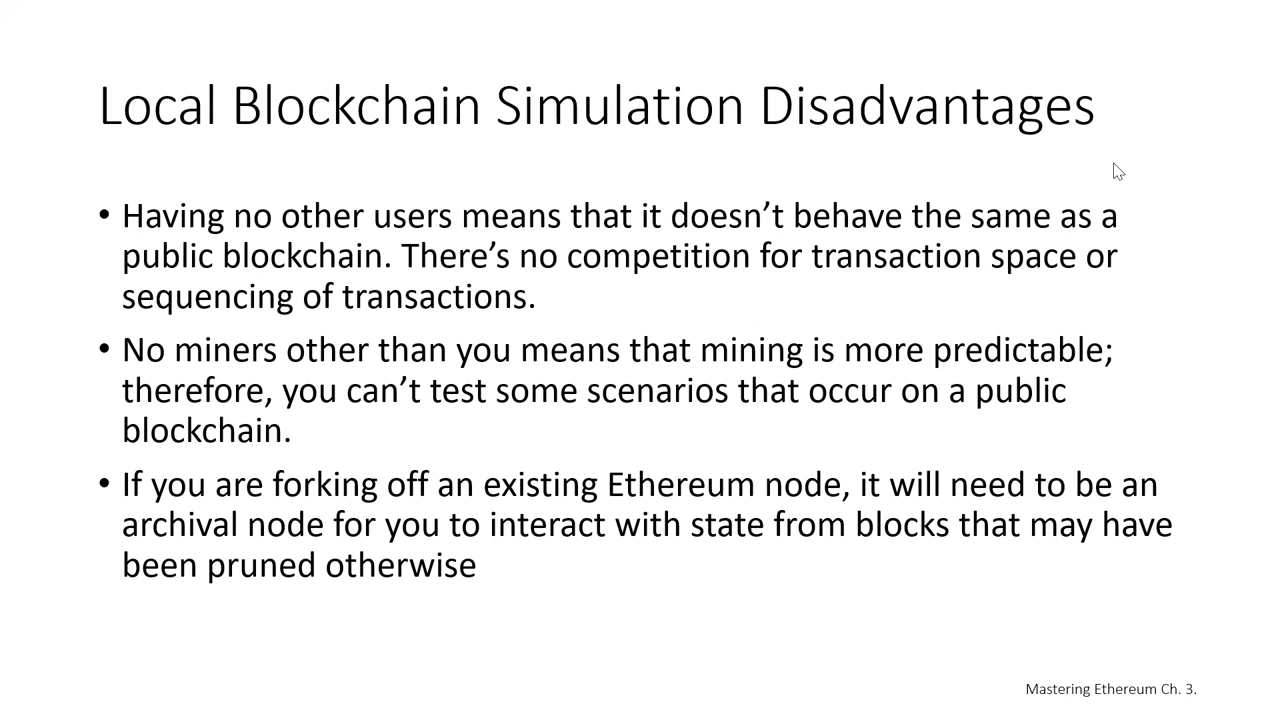 Local Blockchain Simulation Disadvantages
• Having no other users means that it doesn’t behave the same as a
public blockchain. There’s no competition for transaction space or
sequencing of transactions.
• No miners other than you means that mining is more predictable;
therefore, you can’t test some scenarios that occur on a public
blockchain.
• If you are forking off an existing Ethereum node, it will need to be an
archival node for you to interact with state from blocks that may have
been pruned otherwise
Mastering Ethereum Ch. 3.